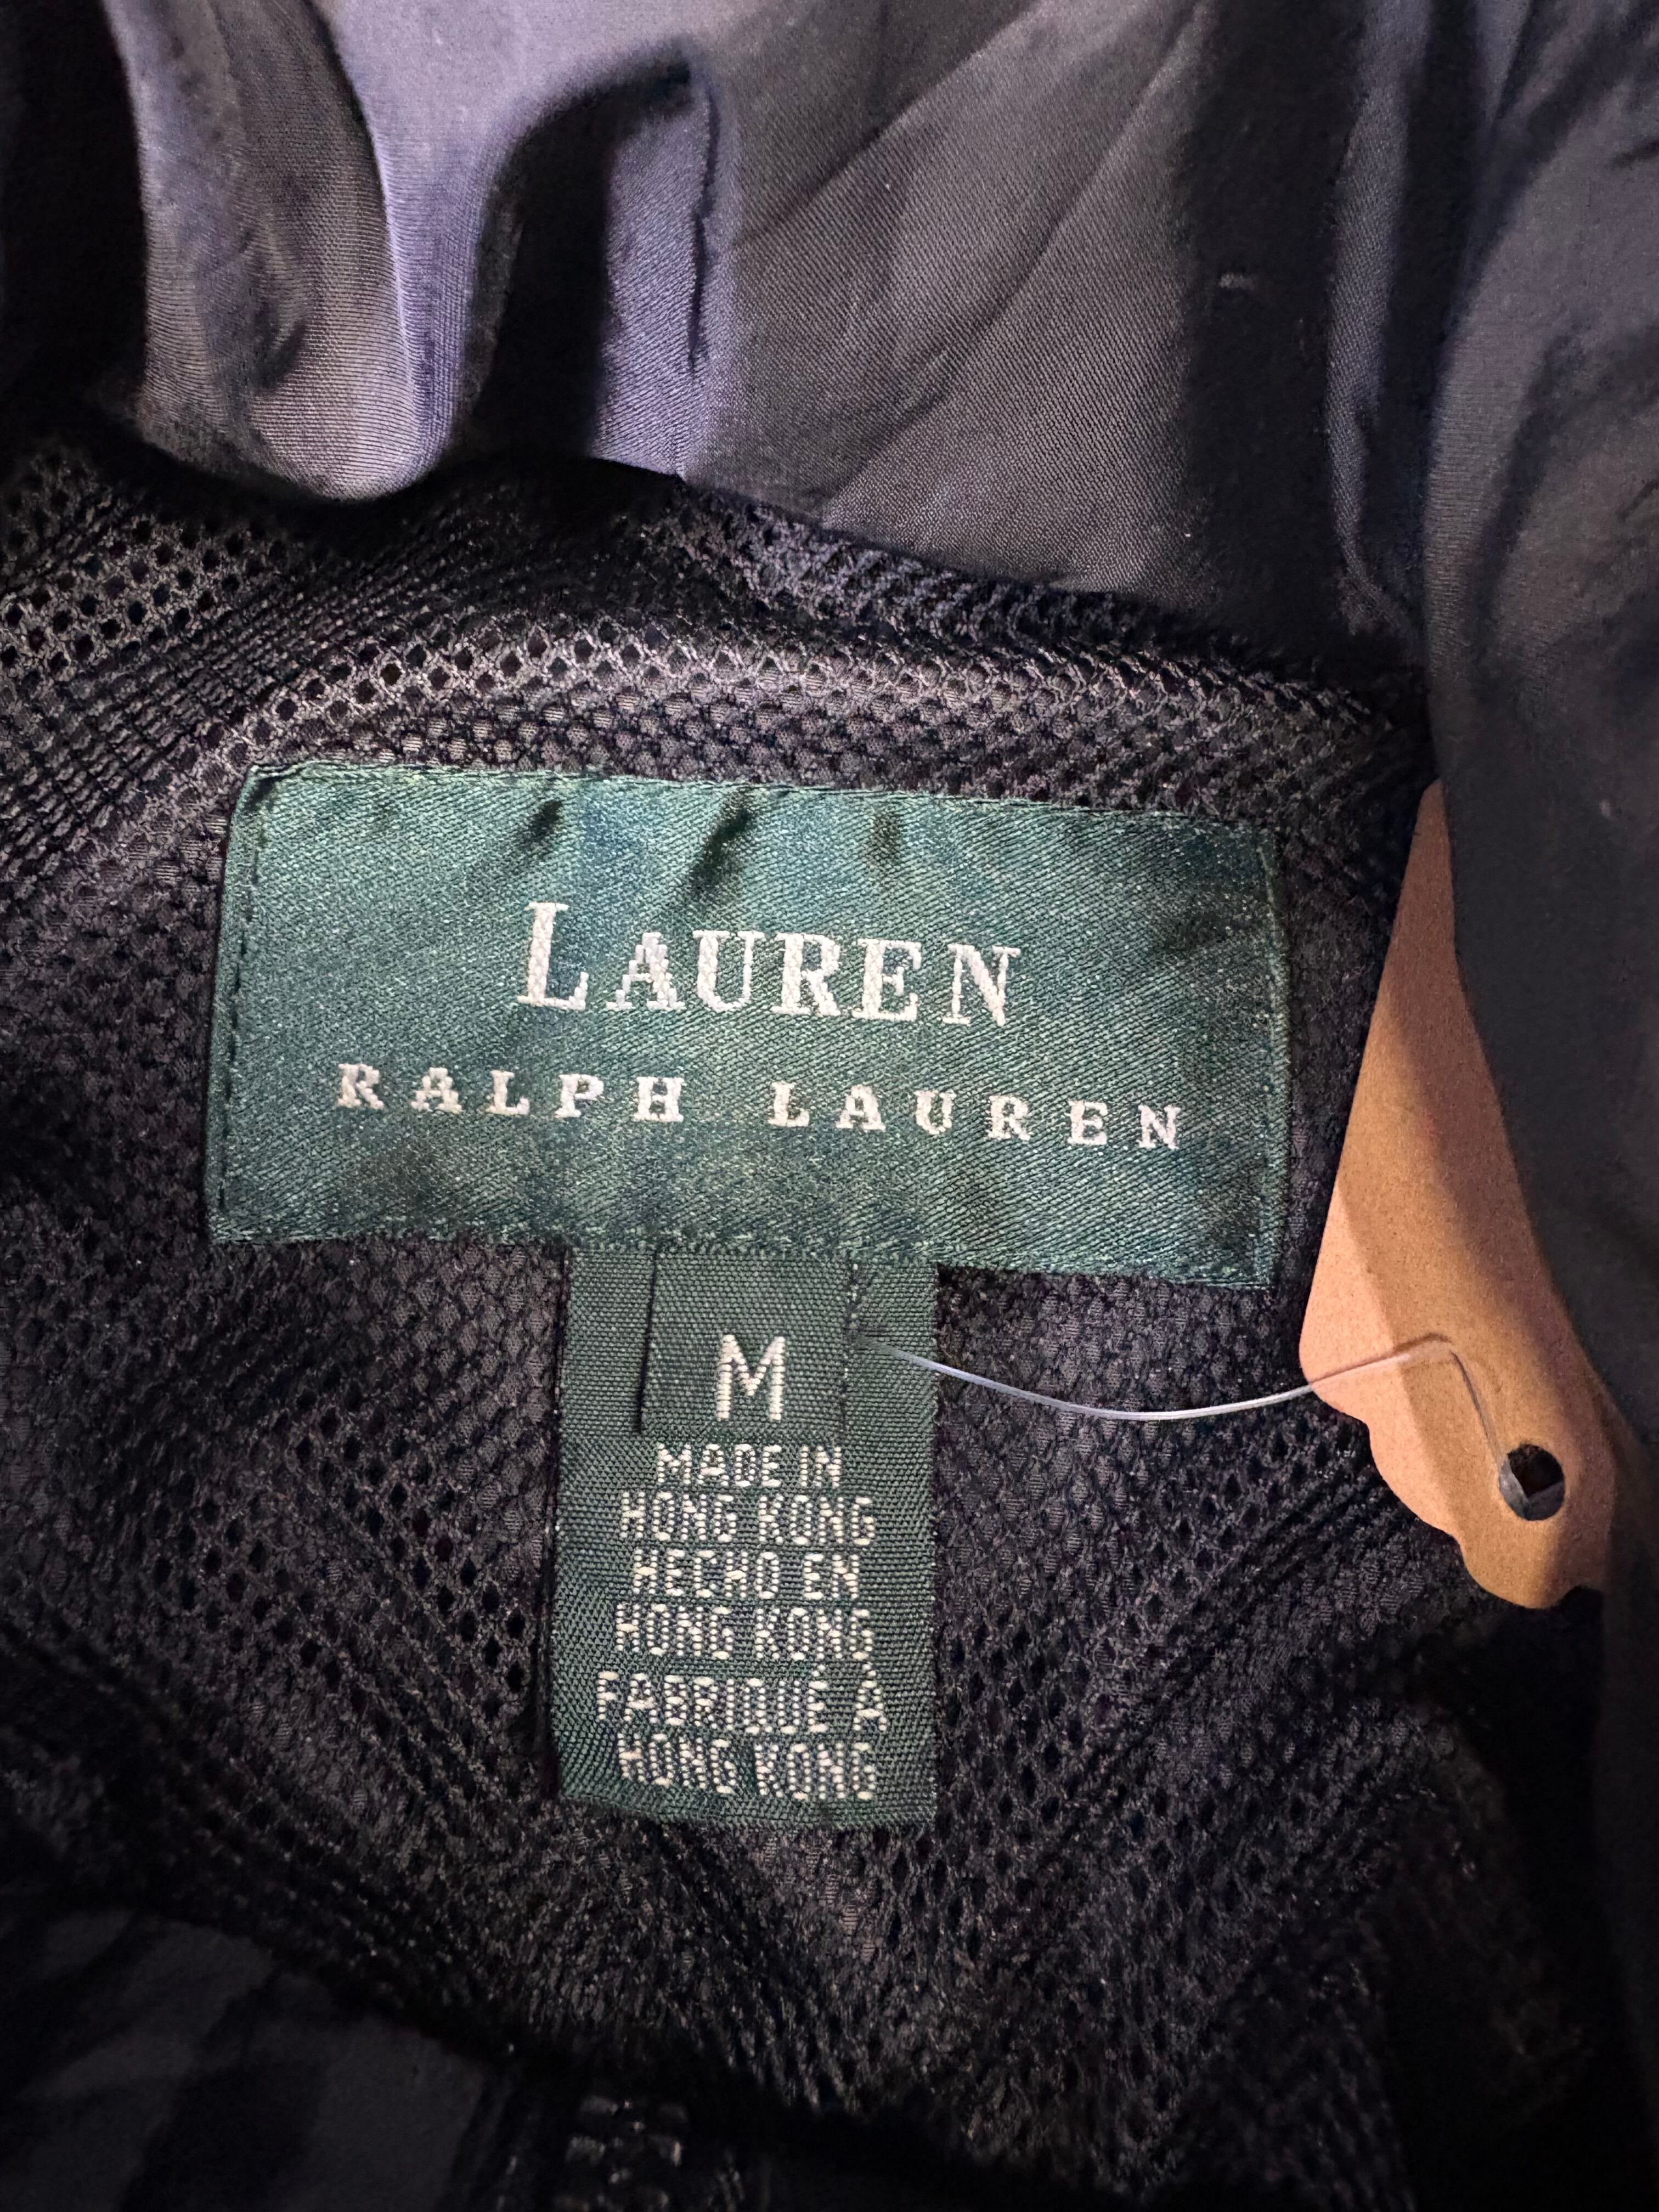 LAUREN
RALPH LAUREN
M
MADE IN
HONG KONG
HECHO EN
HONG KONG
FABRIQUÉ À
HONG KONG